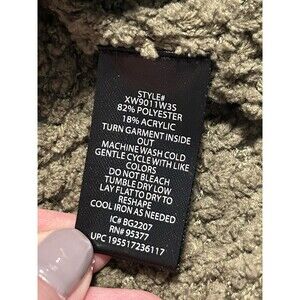 STYLE#
XW9011W3S
82% POLYESTER
18% ACRYLIC
TURN GARMENT INSIDE
OUT
MACHINE WASH COLD
GENTLE CYCLE WITH LIKE
COLORS
DO NOT BLEACH
TUMBLE DRY LOW
LAY FLAT TO DRY TO
RESHAPE
COOL IRON AS NEEDED
IC# BG2207
RN# 95377
UPC 195517236117